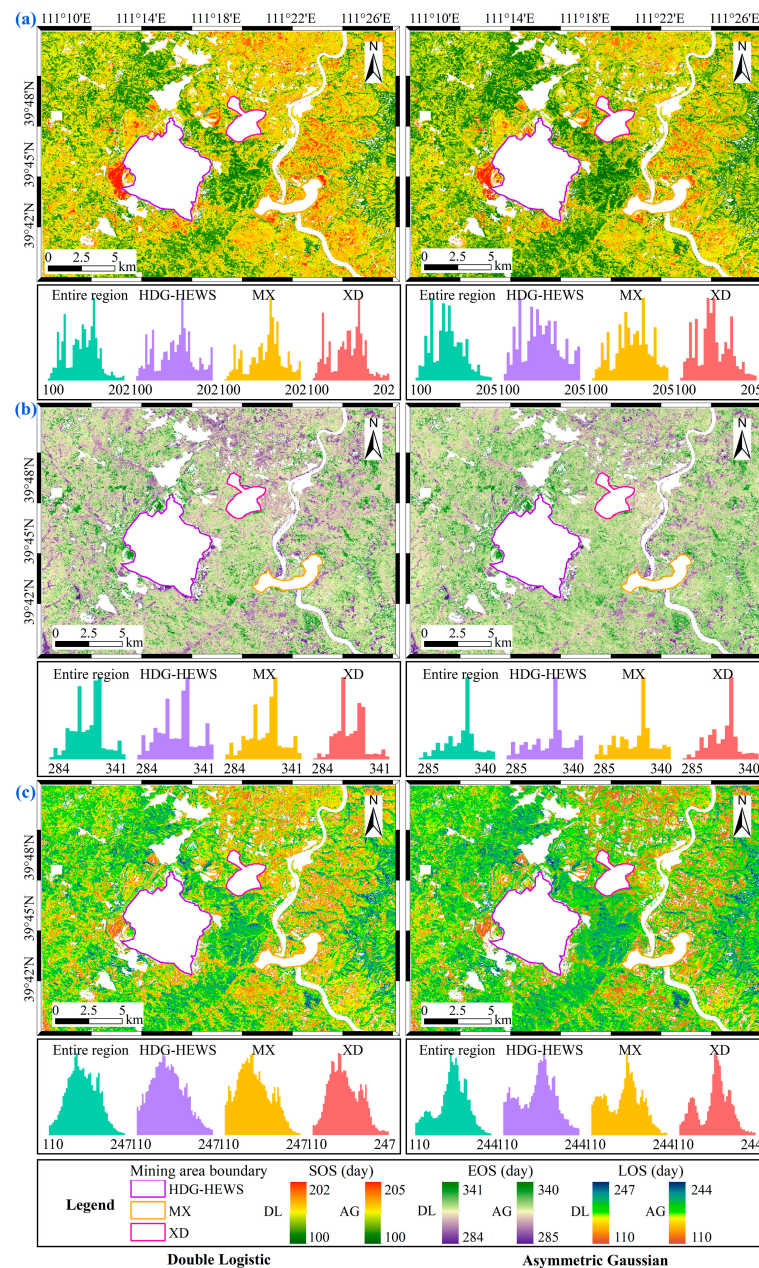 (a)
111°10'E 111°14'E 111°18'E 111°22'E 111°26'E 111°10'E 111°14'E 111°18'E 111°22'E 111°26'E
39°48'N 39°45'N 39°42'N
N N
0 2.5 5 km 0 2.5 5 km
Entire region HDG-HEWS MX XD Entire region HDG-HEWS MX XD
100 202 100 202 100 202 100 202 100 205 100 205 100 205 100 205
(b)
39°48'N 39°45'N 39°42'N
N N
0 2.5 5 km 0 2.5 5 km
Entire region HDG-HEWS MX XD Entire region HDG-HEWS MX XD
284 341 284 341 284 341 284 341 285 340 285 340 285 340 285 340
(c)
39°48'N 39°45'N 39°42'N
N N
0 2.5 5 km 0 2.5 5 km
Entire region HDG-HEWS MX XD Entire region HDG-HEWS MX XD
110 247 110 247 110 247 110 247 110 244 110 244 110 244 110 244
Legend
Mining area boundary
HDG-HEWS
MX
XD
SOS (day)
DL 202 100 AG 205 100
EOS (day)
DL 341 284 AG 340 285
LOS (day)
DL 247 110 AG 244 110
Double Logistic Asymmetric Gaussian